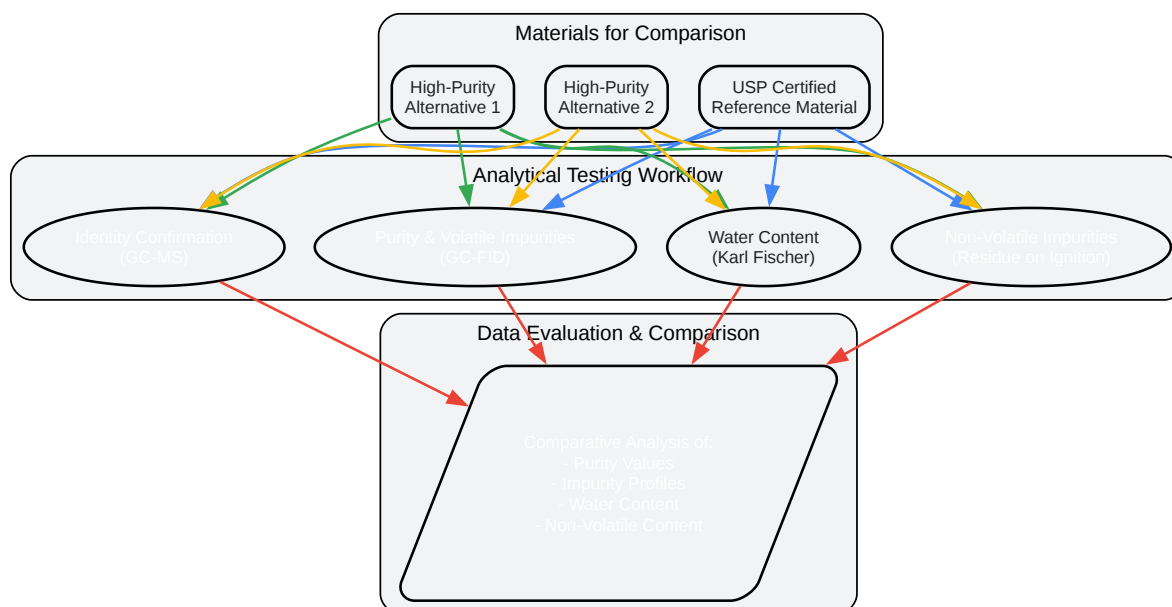 Materials for Comparison
High-Purity
Alternative 1
High-Purity
Alternative 2
USP Certified
Reference Material
Analytical Testing Workflow
Identity Confirmation
(GC-MS)
Purity & Volatile Impurities
(GC-FID)
Water Content
(Karl Fischer)
Non-Volatile Impurities
(Residue on Ignition)
Data Evaluation & Comparison
Comparative Analysis of:
- Purity Values
- Impurity Profiles
- Water Content
- Non-Volatile Content